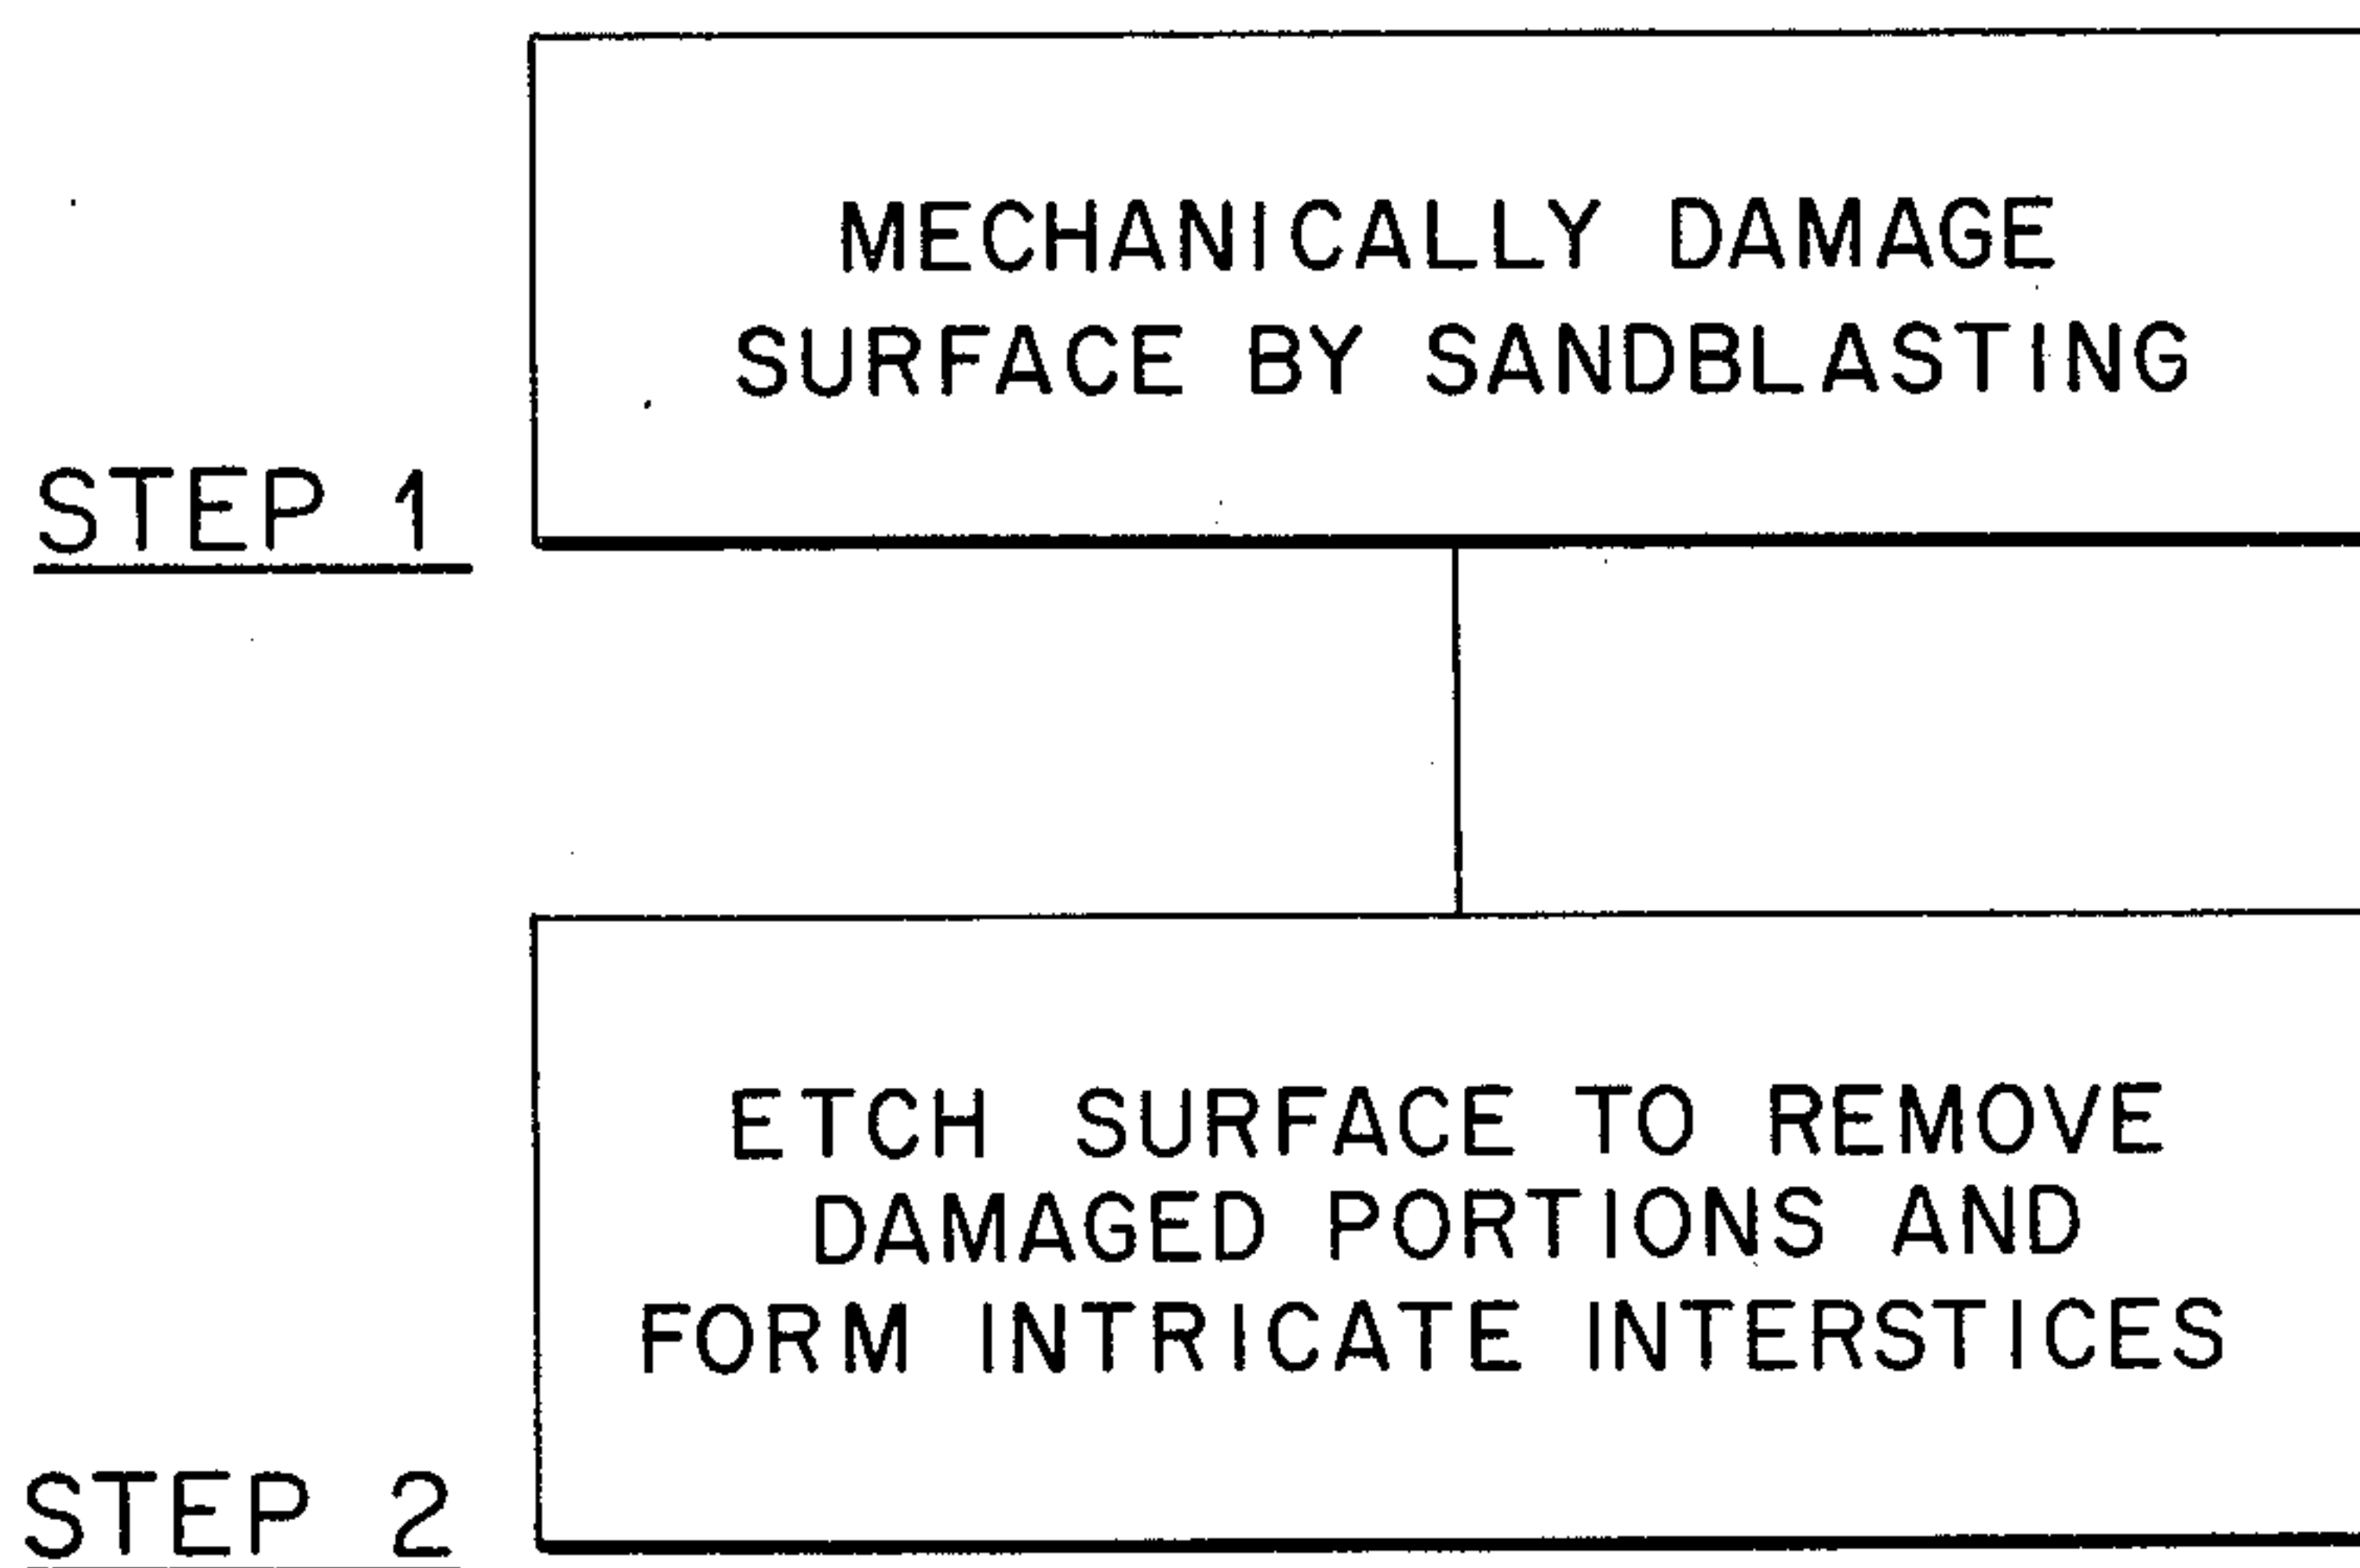 MECHANICALLY DAMAGE
SURFACE BY SANDBLASTING
STEP 1
ETCH SURFACE TO REMOVE
DAMAGED PORTIONS AND
FORM INTRICATE INTERSTICES
STEP 2